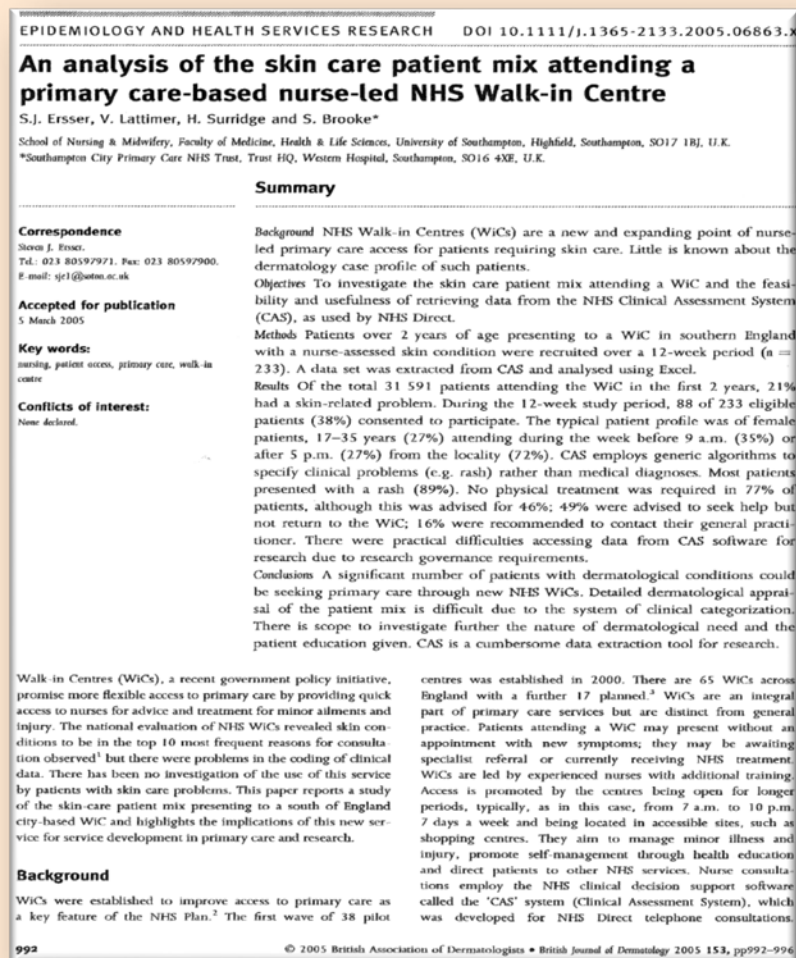 EPIDEMIOLOGY AND HEALTH SERVICES RESEARCH DOI 10.1111/j.1365-2133.2005.06863.x
An analysis of the skin care patient mix attending a
primary care-based nurse-led NHS Walk-in Centre
S.J. Ersser, V. Lattimer, H. Surridge and S. Brooke*
School of Nursing & Midwifery, Faculty of Medicine, Health & Life Sciences, University of Southampton, Highfield, Southampton, SO17 1BJ, U.K.
*Southampton City Primary Care NHS Trust, Trust HQ, Western Hospital, Southampton, SO16 4XE, U.K.
Summary
Correspondence
Steven J. Ersser.
Tel.: 023 80597971. Fax: 023 80597900.
E-mail: sje1@soton.ac.uk
Accepted for publication
5 March 2005
Key words:
nursing, patient access, primary care, walk-in
centre
Conflicts of interest:
None declared.
Background NHS Walk-in Centres (WiCs) are a new and expanding point of nurse-
led primary care access for patients requiring skin care. Little is known about the
dermatology case profile of such patients.
Objectives To investigate the skin care patient mix attending a WiC and the feasi-
bility and usefulness of retrieving data from the NHS Clinical Assessment System
(CAS), as used by NHS Direct.
Methods Patients over 2 years of age presenting to a WiC in southern England
with a nurse-assessed skin condition were recruited over a 12-week period (n =
233). A data set was extracted from CAS and analysed using Excel.
Results Of the total 31 591 patients attending the WiC in the first 2 years, 21%
had a skin-related problem. During the 12-week study period, 88 of 233 eligible
patients (38%) consented to participate. The typical patient profile was of female
patients, 17–35 years (27%) attending during the week before 9 a.m. (35%) or
after 5 p.m. (27%) from the locality (72%). CAS employs generic algorithms to
specify clinical problems (e.g. rash) rather than medical diagnoses. Most patients
presented with a rash (89%). No physical treatment was required in 77% of
patients, although this was advised for 46%; 49% were advised to seek help but
not return to the WiC; 16% were recommended to contact their general practi-
tioner. There were practical difficulties accessing data from CAS software for
research due to research governance requirements.
Conclusions A significant number of patients with dermatological conditions could
be seeking primary care through new NHS WiCs. Detailed dermatological apprai-
sal of the patient mix is difficult due to the system of clinical categorization.
There is scope to investigate further the nature of dermatological need and the
patient education given. CAS is a cumbersome data extraction tool for research.
Walk-in Centres (WiCs), a recent government policy initiative,
promise more flexible access to primary care by providing quick
access to nurses for advice and treatment for minor ailments and
injury. The national evaluation of NHS WiCs revealed skin con-
ditions to be in the top 10 most frequent reasons for consulta-
tion observed¹ but there were problems in the coding of clinical
data. There has been no investigation of the use of this service
by patients with skin care problems. This paper reports a study
of the skin-care patient mix presenting to a south of England
city-based WiC and highlights the implications of this new ser-
vice for service development in primary care and research.
Background
WiCs were established to improve access to primary care as
a key feature of the NHS Plan.² The first wave of 38 pilot
centres was established in 2000. There are 65 WiCs across
England with a further 17 planned.³ WiCs are an integral
part of primary care services but are distinct from general
practice. Patients attending a WiC may present without an
appointment with new symptoms; they may be awaiting
specialist referral or currently receiving NHS treatment.
WiCs are led by experienced nurses with additional training.
Access is promoted by the centres being open for longer
periods, typically, as in this case, from 7 a.m. to 10 p.m.
7 days a week and being located in accessible sites, such as
shopping centres. They aim to manage minor illness and
injury, promote self-management through health education
and direct patients to other NHS services. Nurse consulta-
tions employ the NHS clinical decision support software
called the 'CAS' system (Clinical Assessment System), which
was developed for NHS Direct telephone consultations.
992 © 2005 British Association of Dermatologists • British Journal of Dermatology 2005 153, pp992–996